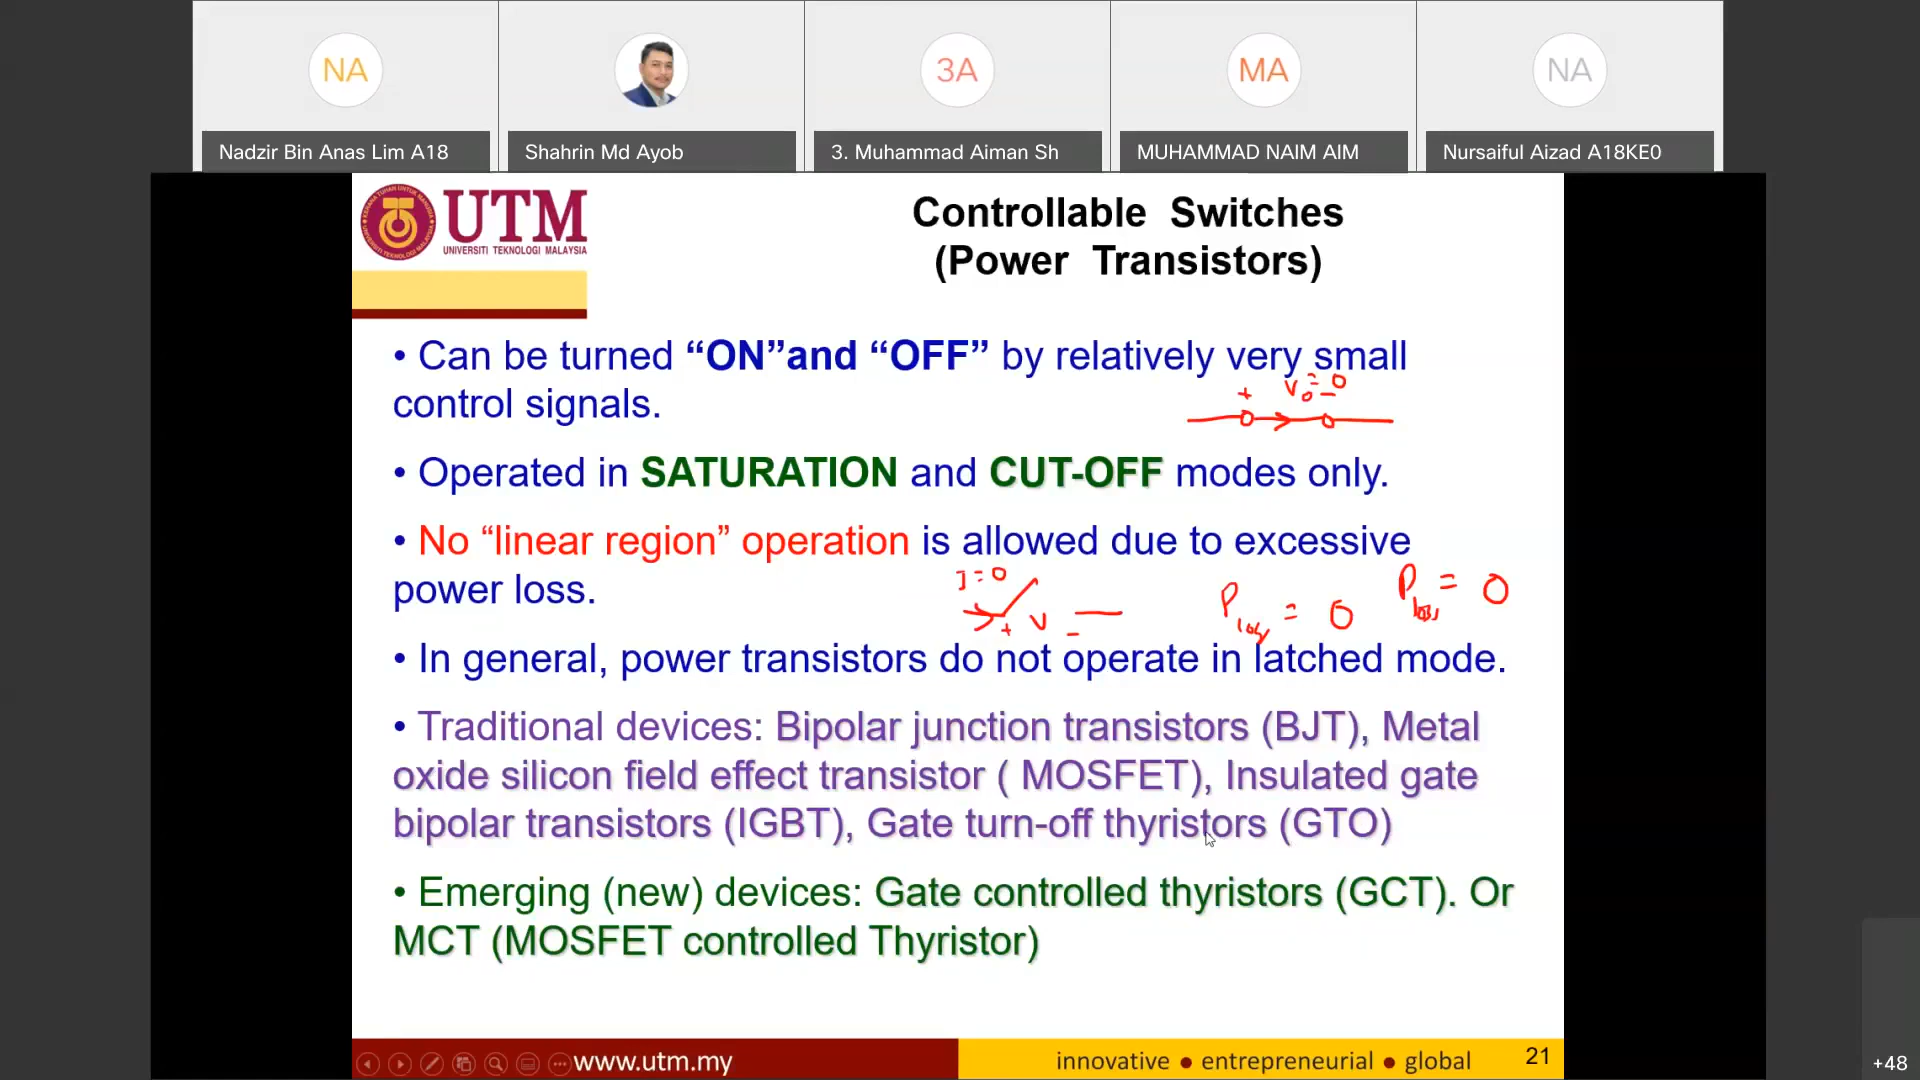 NA
3A
MA
NA
Nadzir Bin Anas Lim A18
Shahrin Md Ayob
3. Muhammad Aiman Sh
MUHAMMAD NAIM AIM
Nursaiful Aizad A18KE0
UTM
UNIVERSITI TEKNOLOGI MALAYSIA
Controllable Switches
(Power Transistors)
• Can be turned “ON”and “OFF” by relatively very small
control signals.
+ V₀ = 0 −
• Operated in SATURATION and CUT-OFF modes only.
• No “linear region” operation is allowed due to excessive
power loss.
I = 0
+ V −
P loss = 0
P loss = 0
• In general, power transistors do not operate in latched mode.
• Traditional devices: Bipolar junction transistors (BJT), Metal
oxide silicon field effect transistor ( MOSFET), Insulated gate
bipolar transistors (IGBT), Gate turn-off thyristors (GTO)
• Emerging (new) devices: Gate controlled thyristors (GCT). Or
MCT (MOSFET controlled Thyristor)
www.utm.my
innovative ● entrepreneurial ● global
21
+48